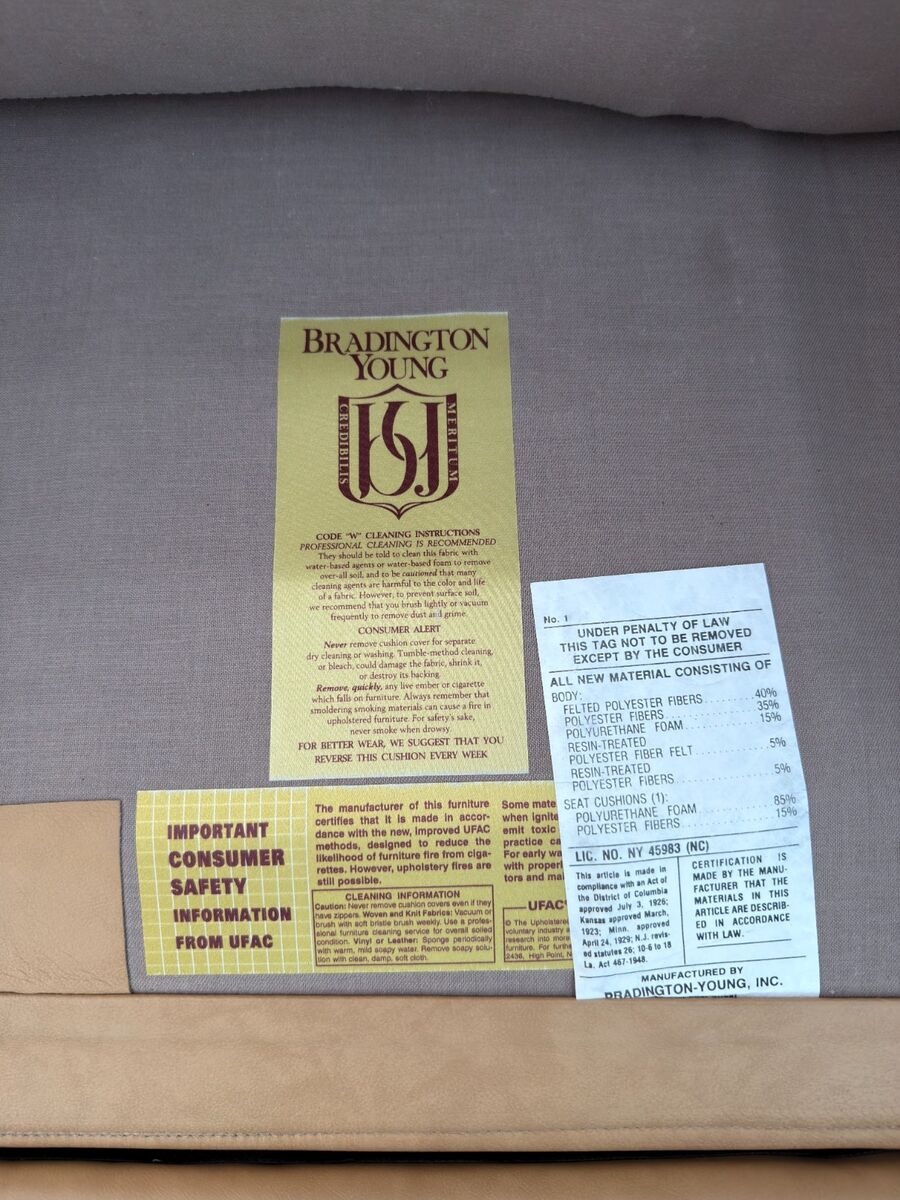 BRADINGTON
YOUNG
CREDIBILIS
MERITUM
CODE "W" CLEANING INSTRUCTIONS
PROFESSIONAL CLEANING IS RECOMMENDED
They should be told to clean this fabric with
water-based agents or water-based foam to remove
over-all soil, and to be cautioned that many
cleaning agents are harmful to the color and life
of a fabric. However, to prevent surface soil,
we recommend that you brush lightly or vacuum
frequently to remove dust and grime.
CONSUMER ALERT
Never remove cushion cover for separate
dry cleaning or washing. Tumble-method cleaning,
or bleach, could damage the fabric, shrink it,
or destroy its backing.
Remove, quickly, any live ember or cigarette
which falls on furniture. Always remember that
smoldering smoking materials can cause a fire in
upholstered furniture. For safety's sake,
never smoke when drowsy.
FOR BETTER WEAR, WE SUGGEST THAT YOU
REVERSE THIS CUSHION EVERY WEEK
No. 1
UNDER PENALTY OF LAW
THIS TAG NOT TO BE REMOVED
EXCEPT BY THE CONSUMER
ALL NEW MATERIAL CONSISTING OF
BODY:
FELTED POLYESTER FIBERS 40%
POLYESTER FIBERS 35%
POLYURETHANE FOAM 15%
RESIN-TREATED
POLYESTER FIBER FELT 5%
RESIN-TREATED
POLYESTER FIBERS 5%
SEAT CUSHIONS (1):
POLYURETHANE FOAM 85%
POLYESTER FIBERS 15%
LIC. NO. NY 45983 (NC)
This article is made in
compliance with an Act of
the District of Columbia
approved July 3, 1926;
Kansas approved March,
1923; Minn. approved
April 24, 1929; N.J. revis-
ed statutes 26; 10-6 to 18
La. Act 467-1948.
CERTIFICATION IS
MADE BY THE MANU-
FACTURER THAT THE
MATERIALS IN THIS
ARTICLE ARE DESCRIB-
ED IN ACCORDANCE
WITH LAW.
MANUFACTURED BY
BRADINGTON-YOUNG, INC.
IMPORTANT
CONSUMER
SAFETY
INFORMATION
FROM UFAC
The manufacturer of this furniture
certifies that it is made in accor-
dance with the new, improved UFAC
methods, designed to reduce the
likelihood of furniture fire from ciga-
rettes. However, upholstery fires are
still possible.
CLEANING INFORMATION
Caution: Never remove cushion covers even if they
have zippers. Woven and Knit Fabrics: Vacuum or
brush with soft bristle brush weekly. Use a profes-
sional furniture cleaning service for overall soiled
condition. Vinyl or Leather: Sponge periodically
with warm, mild soapy water. Remove soapy solu-
tion with clean, damp, soft cloth.
Some mate
when ignite
emit toxic
practice ca
For early wa
with proper
tors and ma
UFAC
© The Upholstere
voluntary industry a
research into more
furniture. For furthe
2436, High Point, N